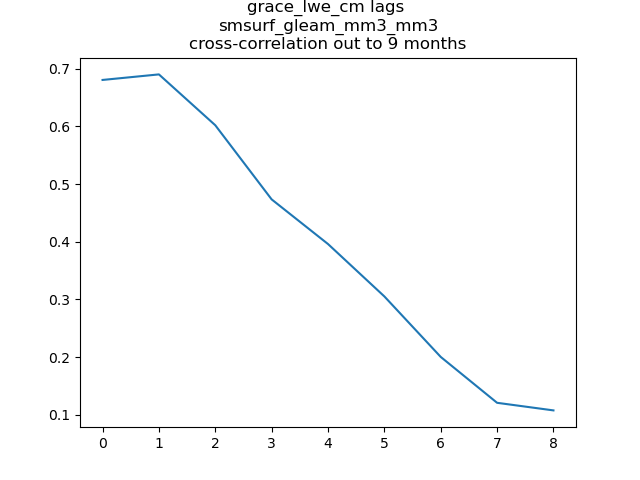 grace_lwe_cm lags
smsurf_gleam_mm3_mm3
cross-correlation out to 9 months
0.7
0.6
0.5
0.4
0.3
0.2
0.1
0 1 2 3 4 5 6 7 8